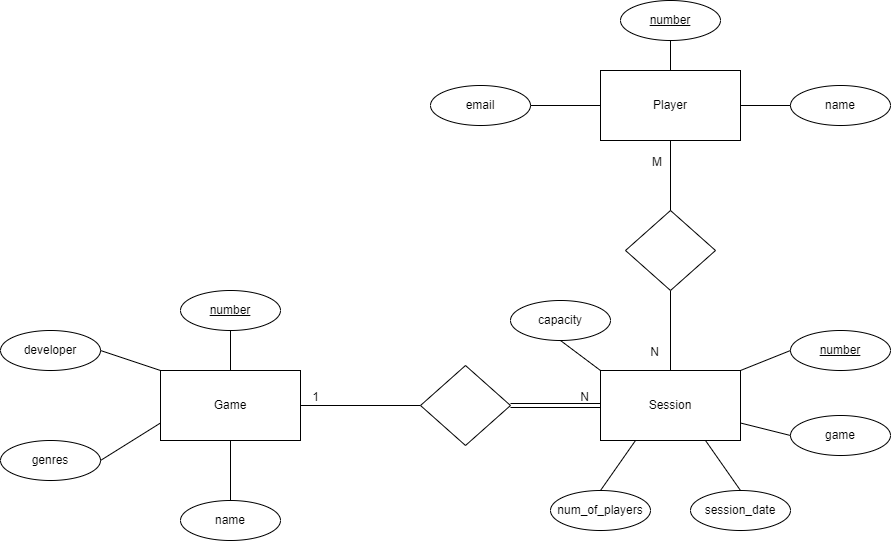 number
email
Player
name
M
N
capacity
number
developer
number
Game
1
N
Session
game
genres
name
num_of_players
session_date